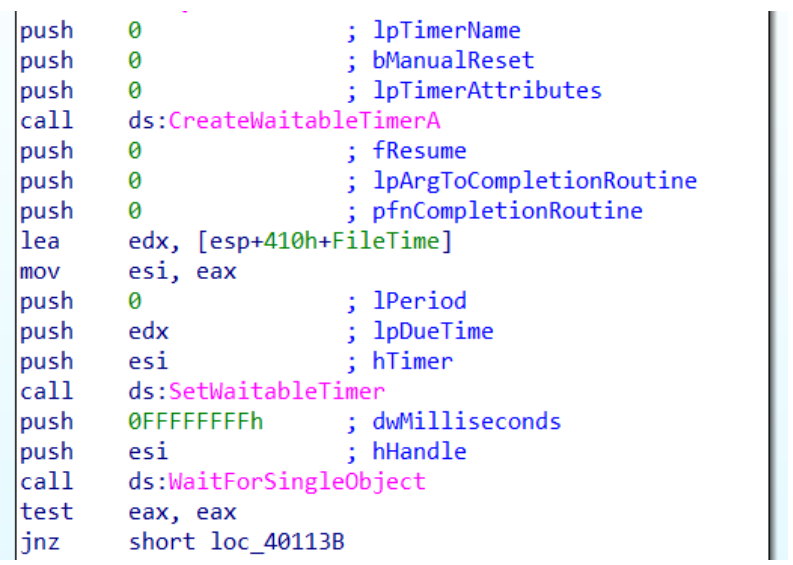 push 0 ; lpTimerName
push 0 ; bManualReset
push 0 ; lpTimerAttributes
call ds:CreateWaitableTimerA
push 0 ; fResume
push 0 ; lpArgToCompletionRoutine
push 0 ; pfnCompletionRoutine
lea edx, [esp+410h+FileTime]
mov esi, eax
push 0 ; lPeriod
push edx ; lpDueTime
push esi ; hTimer
call ds:SetWaitableTimer
push 0FFFFFFFFh ; dwMilliseconds
push esi ; hHandle
call ds:WaitForSingleObject
test eax, eax
jnz short loc_40113B